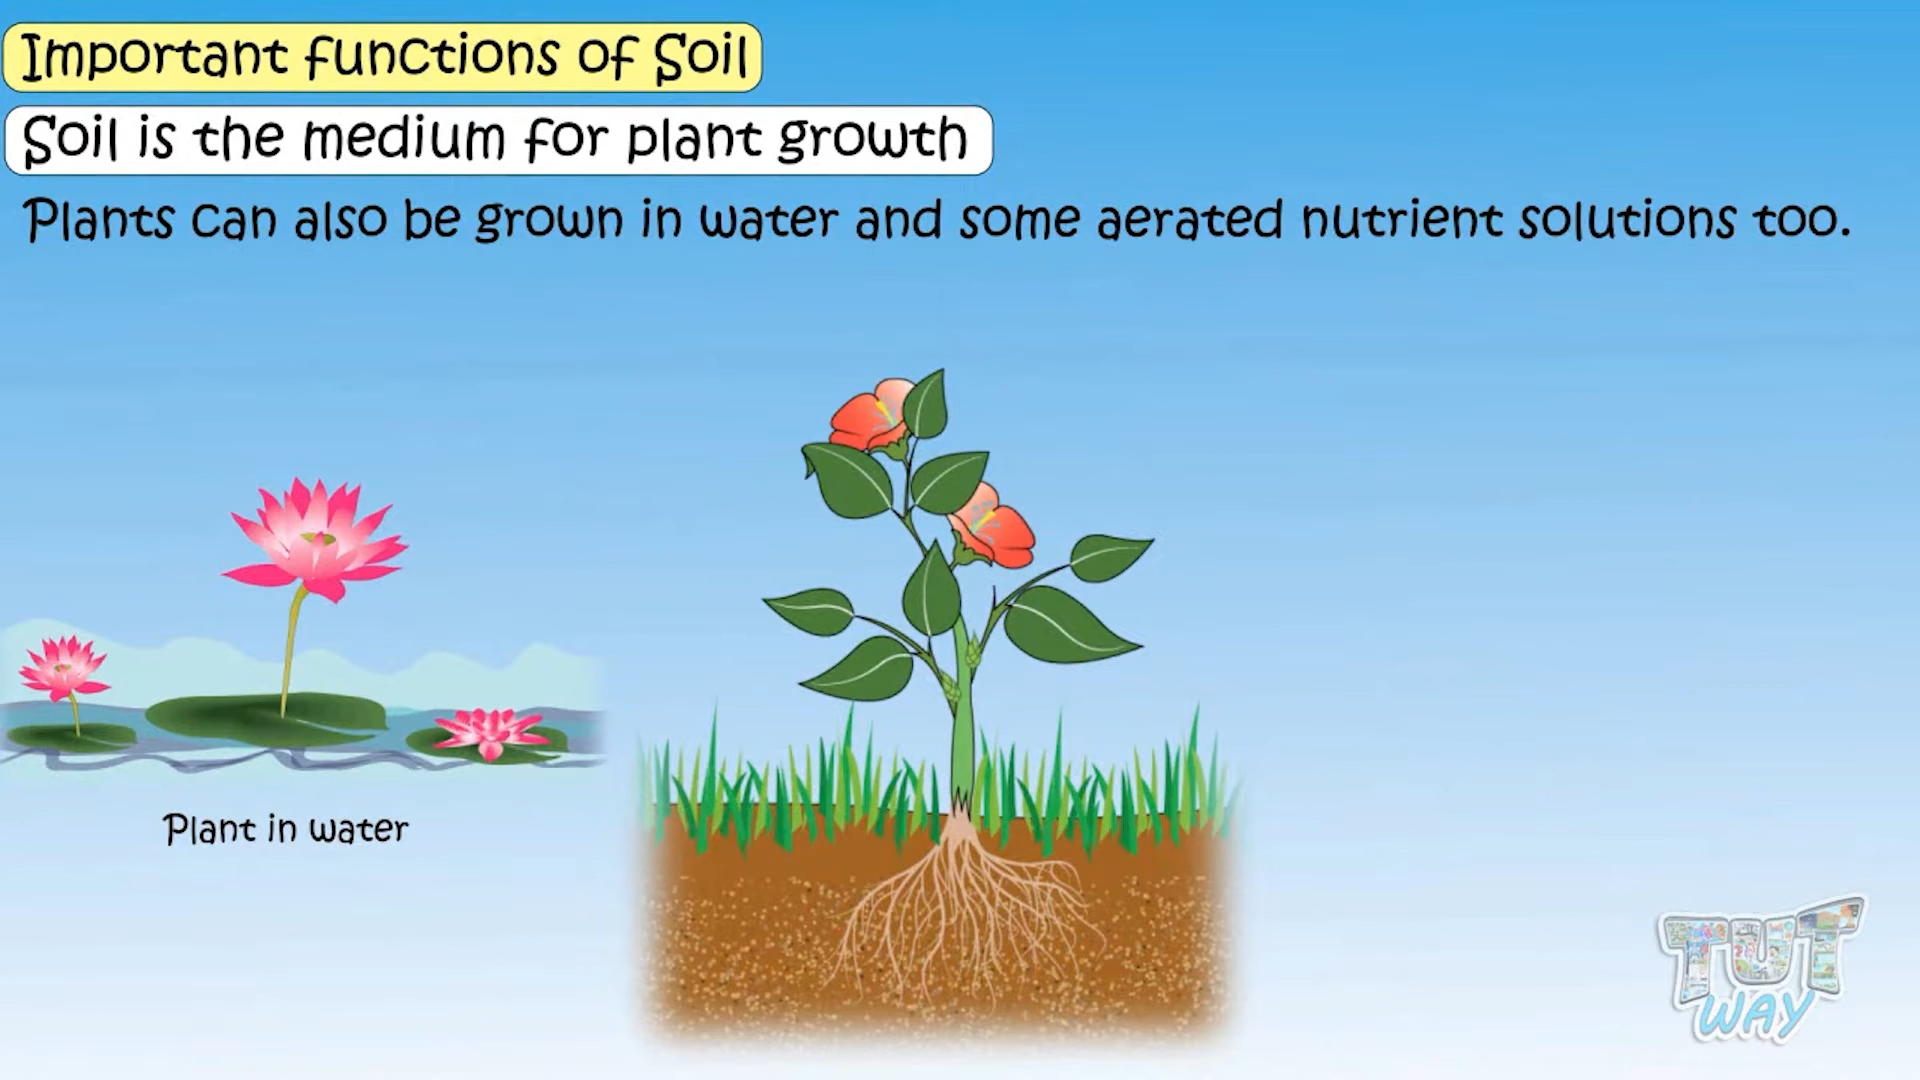 Important functions of Soil
Soil is the medium for plant growth
Plants can also be grown in water and some aerated nutrient solutions too.
Plant in water
TUT
WAY